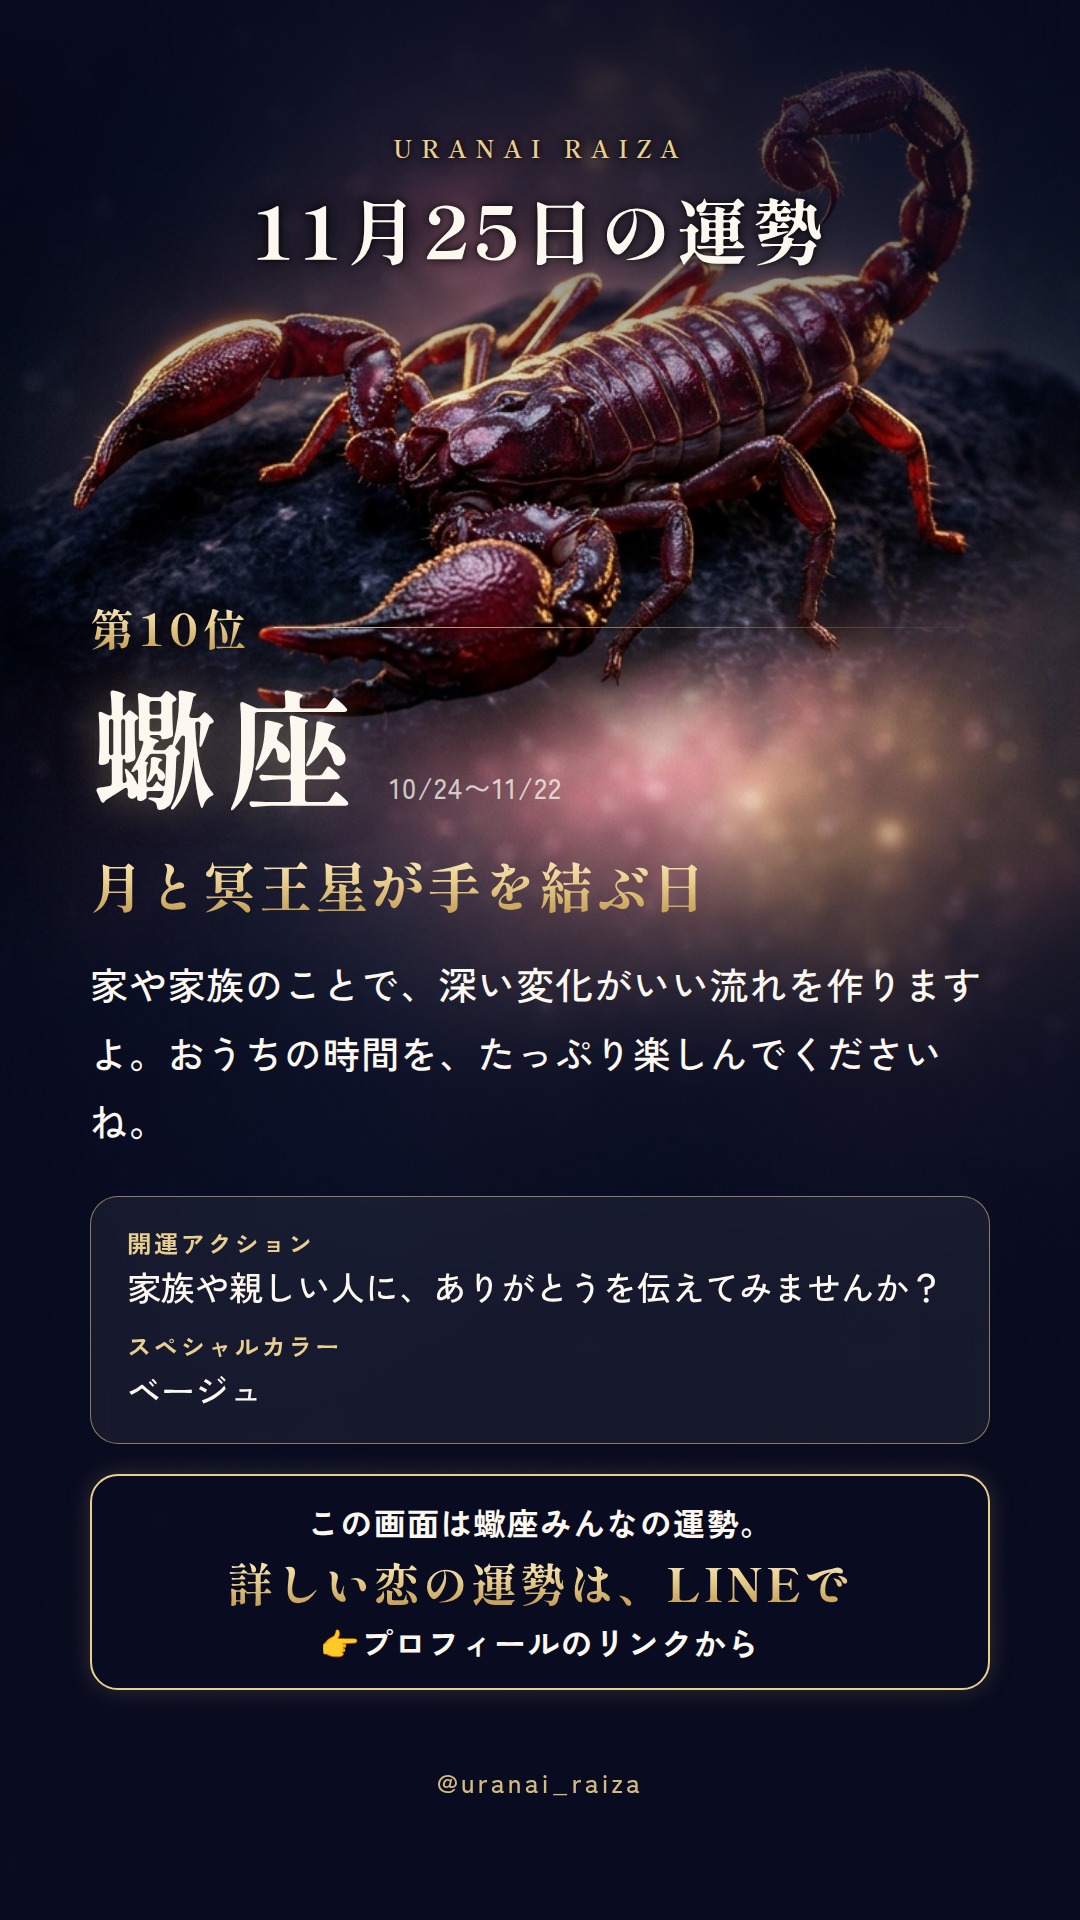 URANAI RAIZA
11月25日の運勢
第10位
蠍座 10/24〜11/22
月と冥王星が手を結ぶ日
家や家族のことで、深い変化がいい流れを作ります
よ。おうちの時間を、たっぷり楽しんでください
ね。
開運アクション
家族や親しい人に、ありがとうを伝えてみませんか？
スペシャルカラー
ベージュ
この画面は蠍座みんなの運勢。
詳しい恋の運勢は、LINEで
👉プロフィールのリンクから
@uranai_raiza